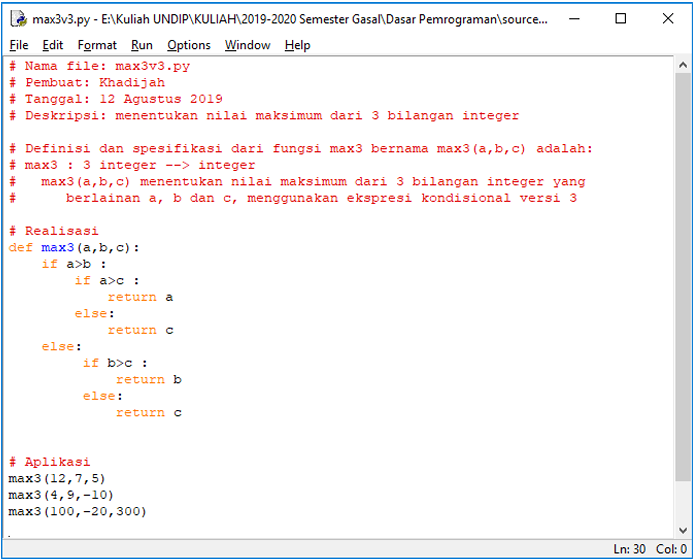 max3v3.py - E:\Kuliah UNDIP\KULIAH\2019-2020 Semester Gasal\Dasar Pemrograman\source...
File Edit Format Run Options Window Help
# Nama file: max3v3.py
# Pembuat: Khadijah
# Tanggal: 12 Agustus 2019
# Deskripsi: menentukan nilai maksimum dari 3 bilangan integer
# Definisi dan spesifikasi dari fungsi max3 bernama max3(a,b,c) adalah:
# max3 : 3 integer --> integer
#   max3(a,b,c) menentukan nilai maksimum dari 3 bilangan integer yang
#      berlainan a, b dan c, menggunakan ekspresi kondisional versi 3
# Realisasi
def max3(a,b,c):
    if a>b :
        if a>c :
            return a
        else:
            return c
    else:
         if b>c :
             return b
         else:
             return c
# Aplikasi
max3(12,7,5)
max3(4,9,-10)
max3(100,-20,300)
Ln: 30 Col: 0